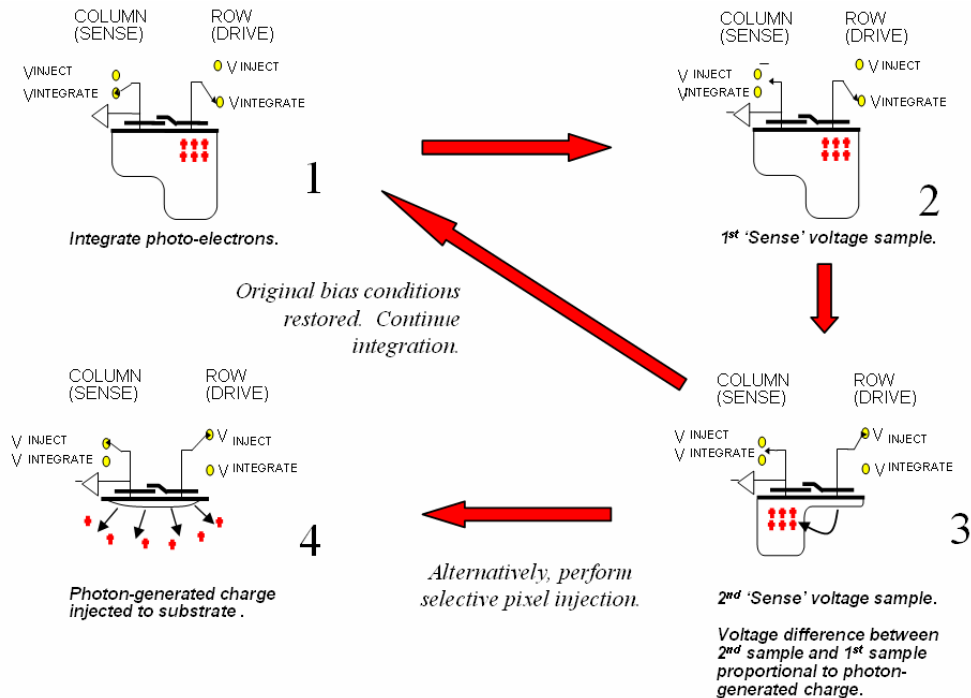 COLUMN
(SENSE)
ROW
(DRIVE)
VINJECT
V INJECT
VINTEGRATE
VINTEGRATE
1
Integrate photo-electrons.
COLUMN
(SENSE)
ROW
(DRIVE)
V INJECT
V INJECT
VINTEGRATE
VINTEGRATE
2
1st 'Sense' voltage sample.
Original bias conditions
restored. Continue
integration.
COLUMN
(SENSE)
ROW
(DRIVE)
V INJECT
V INJECT
V INTEGRATE
V INTEGRATE
3
2nd 'Sense' voltage sample.
Voltage difference between
2nd sample and 1st sample
proportional to photon-
generated charge.
Alternatively, perform
selective pixel injection.
COLUMN
(SENSE)
ROW
(DRIVE)
V INJECT
V INJECT
V INTEGRATE
V INTEGRATE
4
Photon-generated charge
injected to substrate .